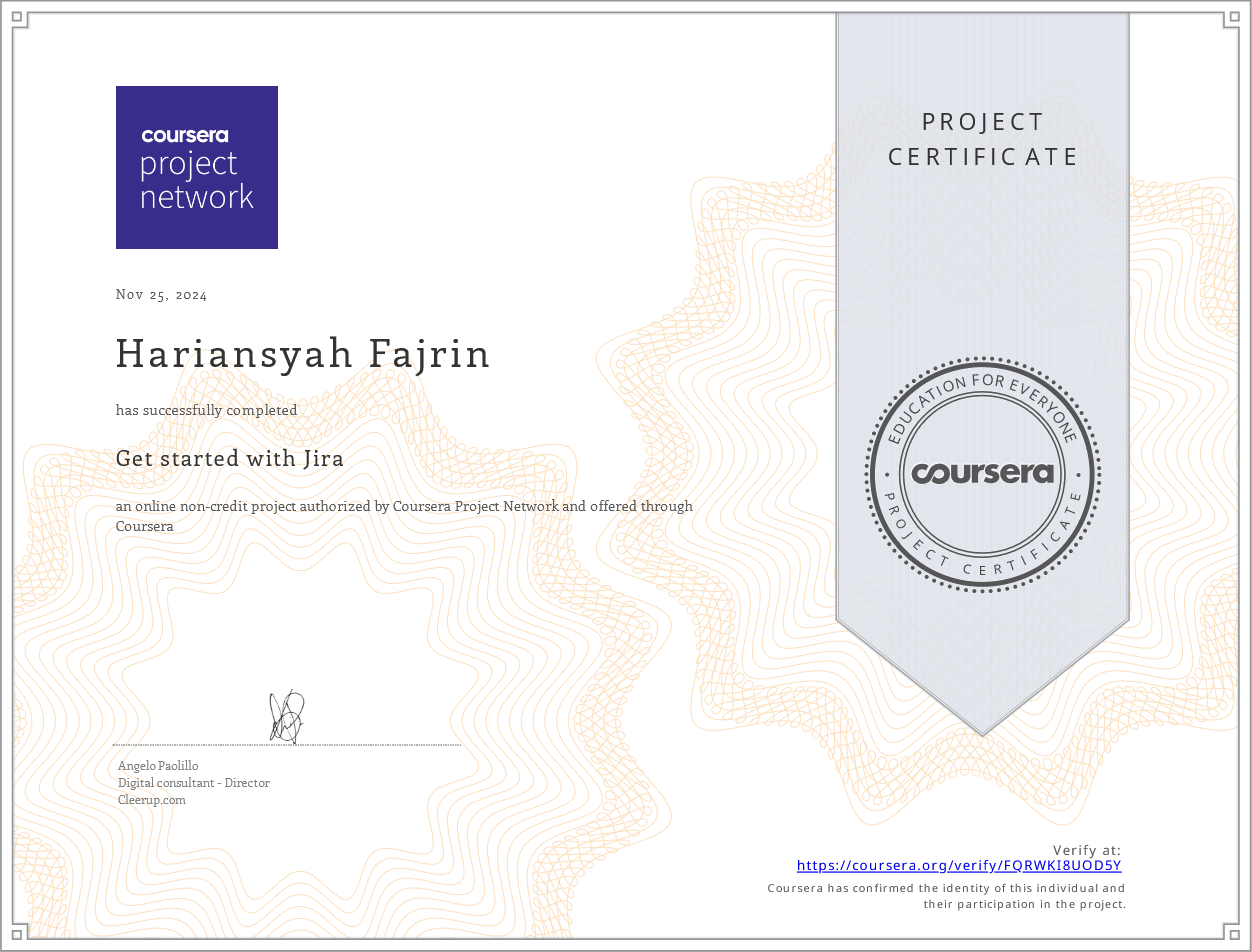 coursera
project
network
PROJECT
CERTIFICATE
Nov 25, 2024
Hariansyah Fajrin
has successfully completed
Get started with Jira
an online non-credit project authorized by Coursera Project Network and offered through
Coursera
EDUCATION FOR EVERYONE
coursera
PROJECT CERTIFICATE
Angelo Paolillo
Digital consultant - Director
Cleerup.com
Verify at:
https://coursera.org/verify/FQRWKI8UOD5Y
Coursera has confirmed the identity of this individual and
their participation in the project.